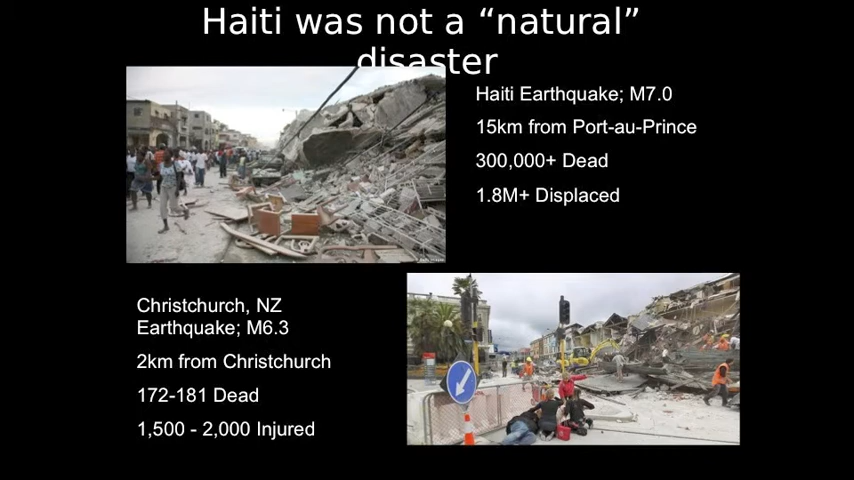 Haiti was not a “natural”
disaster
Haiti Earthquake; M7.0
15km from Port-au-Prince
300,000+ Dead
1.8M+ Displaced
Christchurch, NZ
Earthquake; M6.3
2km from Christchurch
172-181 Dead
1,500 - 2,000 Injured